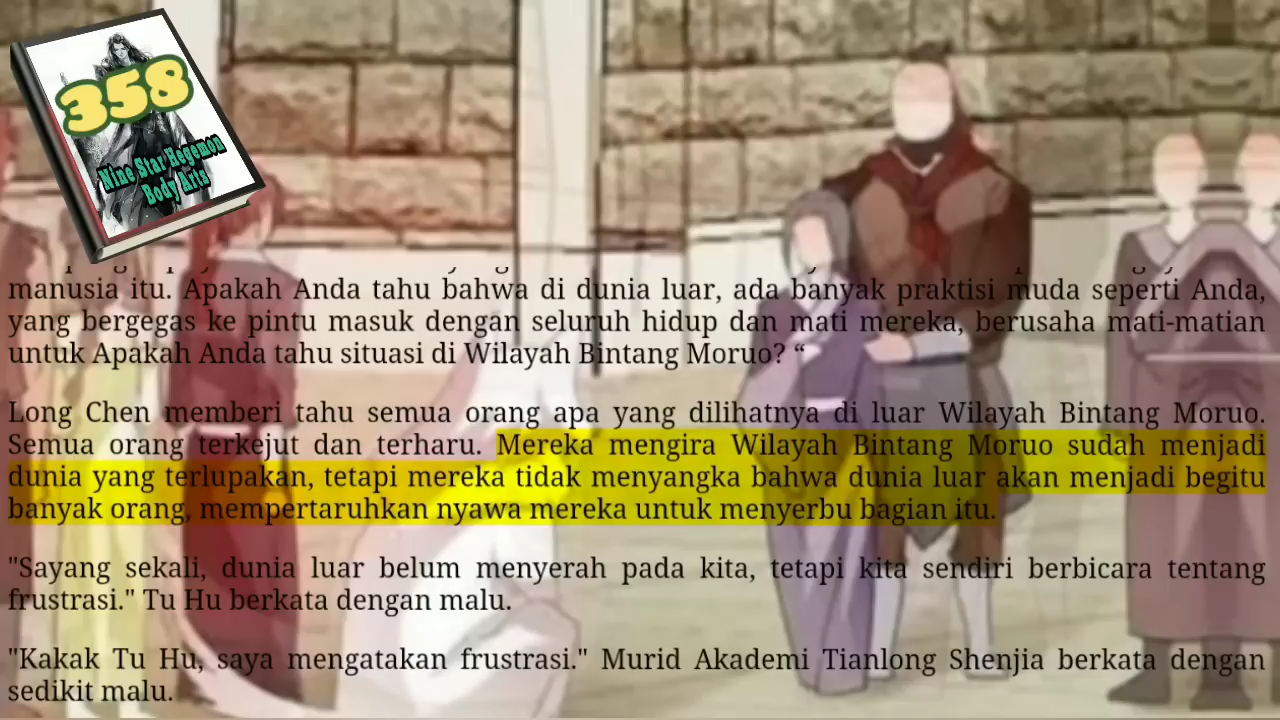 358
Nine Star Hegemon
Body Arts
manusia itu. Apakah Anda tahu bahwa di dunia luar, ada banyak praktisi muda seperti Anda,
yang bergegas ke pintu masuk dengan seluruh hidup dan mati mereka, berusaha mati-matian
untuk Apakah Anda tahu situasi di Wilayah Bintang Moruo? “
Long Chen memberi tahu semua orang apa yang dilihatnya di luar Wilayah Bintang Moruo.
Semua orang terkejut dan terharu. Mereka mengira Wilayah Bintang Moruo sudah menjadi
dunia yang terlupakan, tetapi mereka tidak menyangka bahwa dunia luar akan menjadi begitu
banyak orang, mempertaruhkan nyawa mereka untuk menyerbu bagian itu.
"Sayang sekali, dunia luar belum menyerah pada kita, tetapi kita sendiri berbicara tentang
frustrasi." Tu Hu berkata dengan malu.
"Kakak Tu Hu, saya mengatakan frustrasi." Murid Akademi Tianlong Shenjia berkata dengan
sedikit malu.